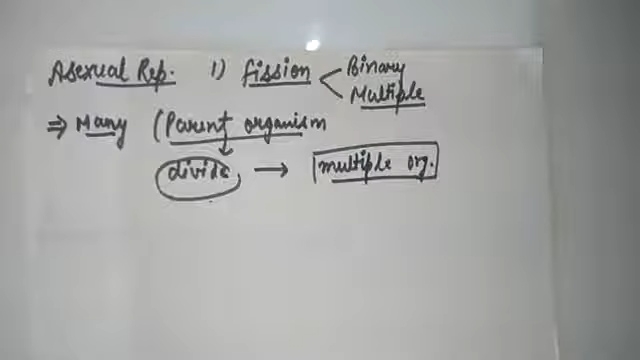 Asexual Rep. 1) fission < Binary
Multiple
⇒ Many (Parent organism
↓
divide → multiple org.